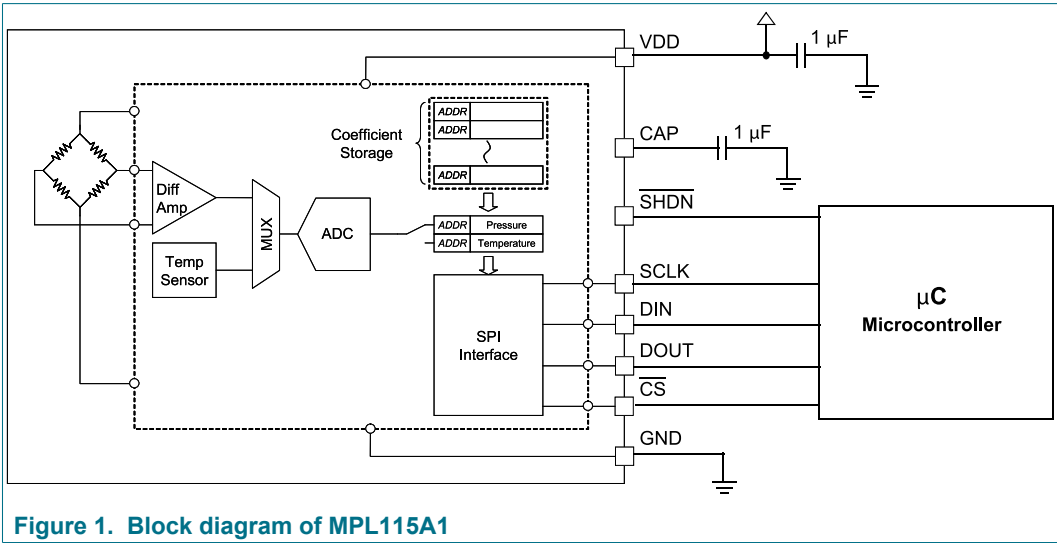 VDD
1 µF
CAP
1 µF
SHDN
SCLK
DIN
DOUT
CS
GND
µC
Microcontroller
Coefficient
Storage
ADDR
ADDR
ADDR
ADDR Pressure
ADDR Temperature
Diff
Amp
Temp
Sensor
MUX
ADC
SPI
Interface
Figure 1. Block diagram of MPL115A1